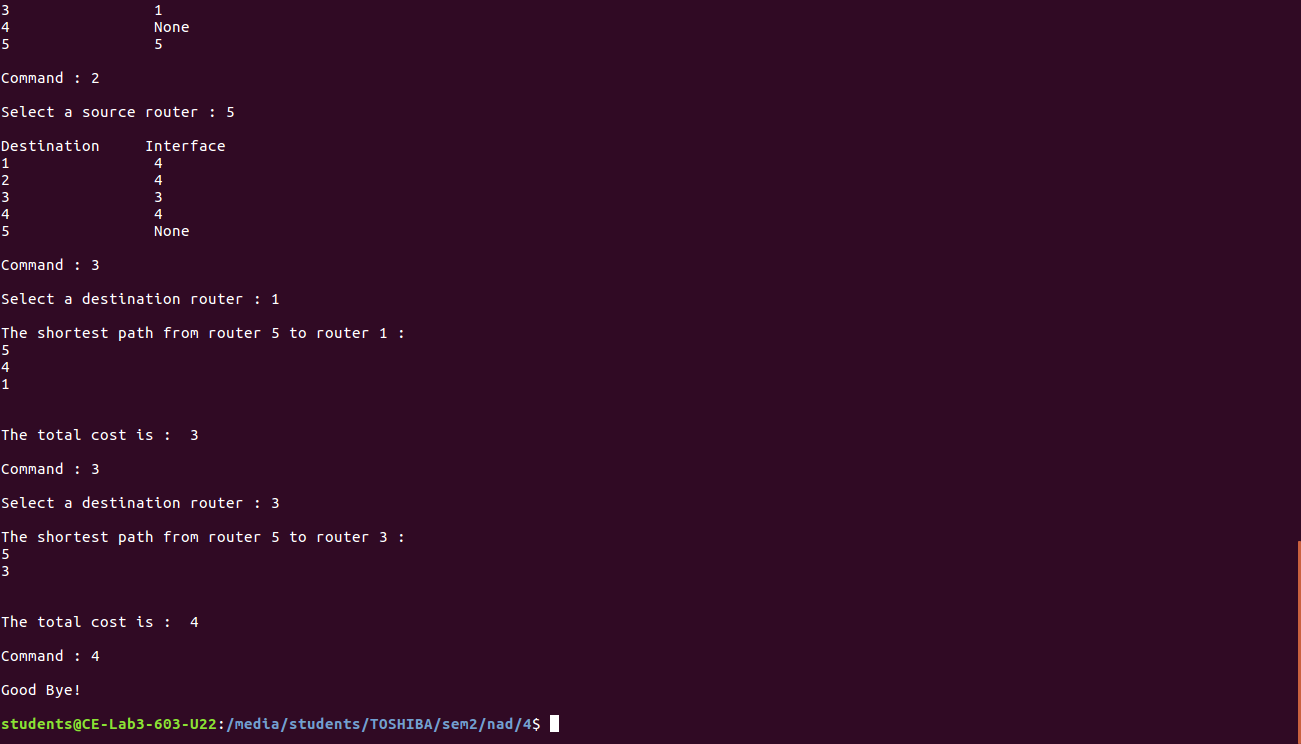 3                1
4                None
5                5
Command : 2
Select a source router : 5
Destination     Interface
1                4
2                4
3                3
4                4
5                None
Command : 3
Select a destination router : 1
The shortest path from router 5 to router 1 :
5
4
1
The total cost is :  3
Command : 3
Select a destination router : 3
The shortest path from router 5 to router 3 :
5
3
The total cost is :  4
Command : 4
Good Bye!
students@CE-Lab3-603-U22:/media/students/TOSHIBA/sem2/nad/4$